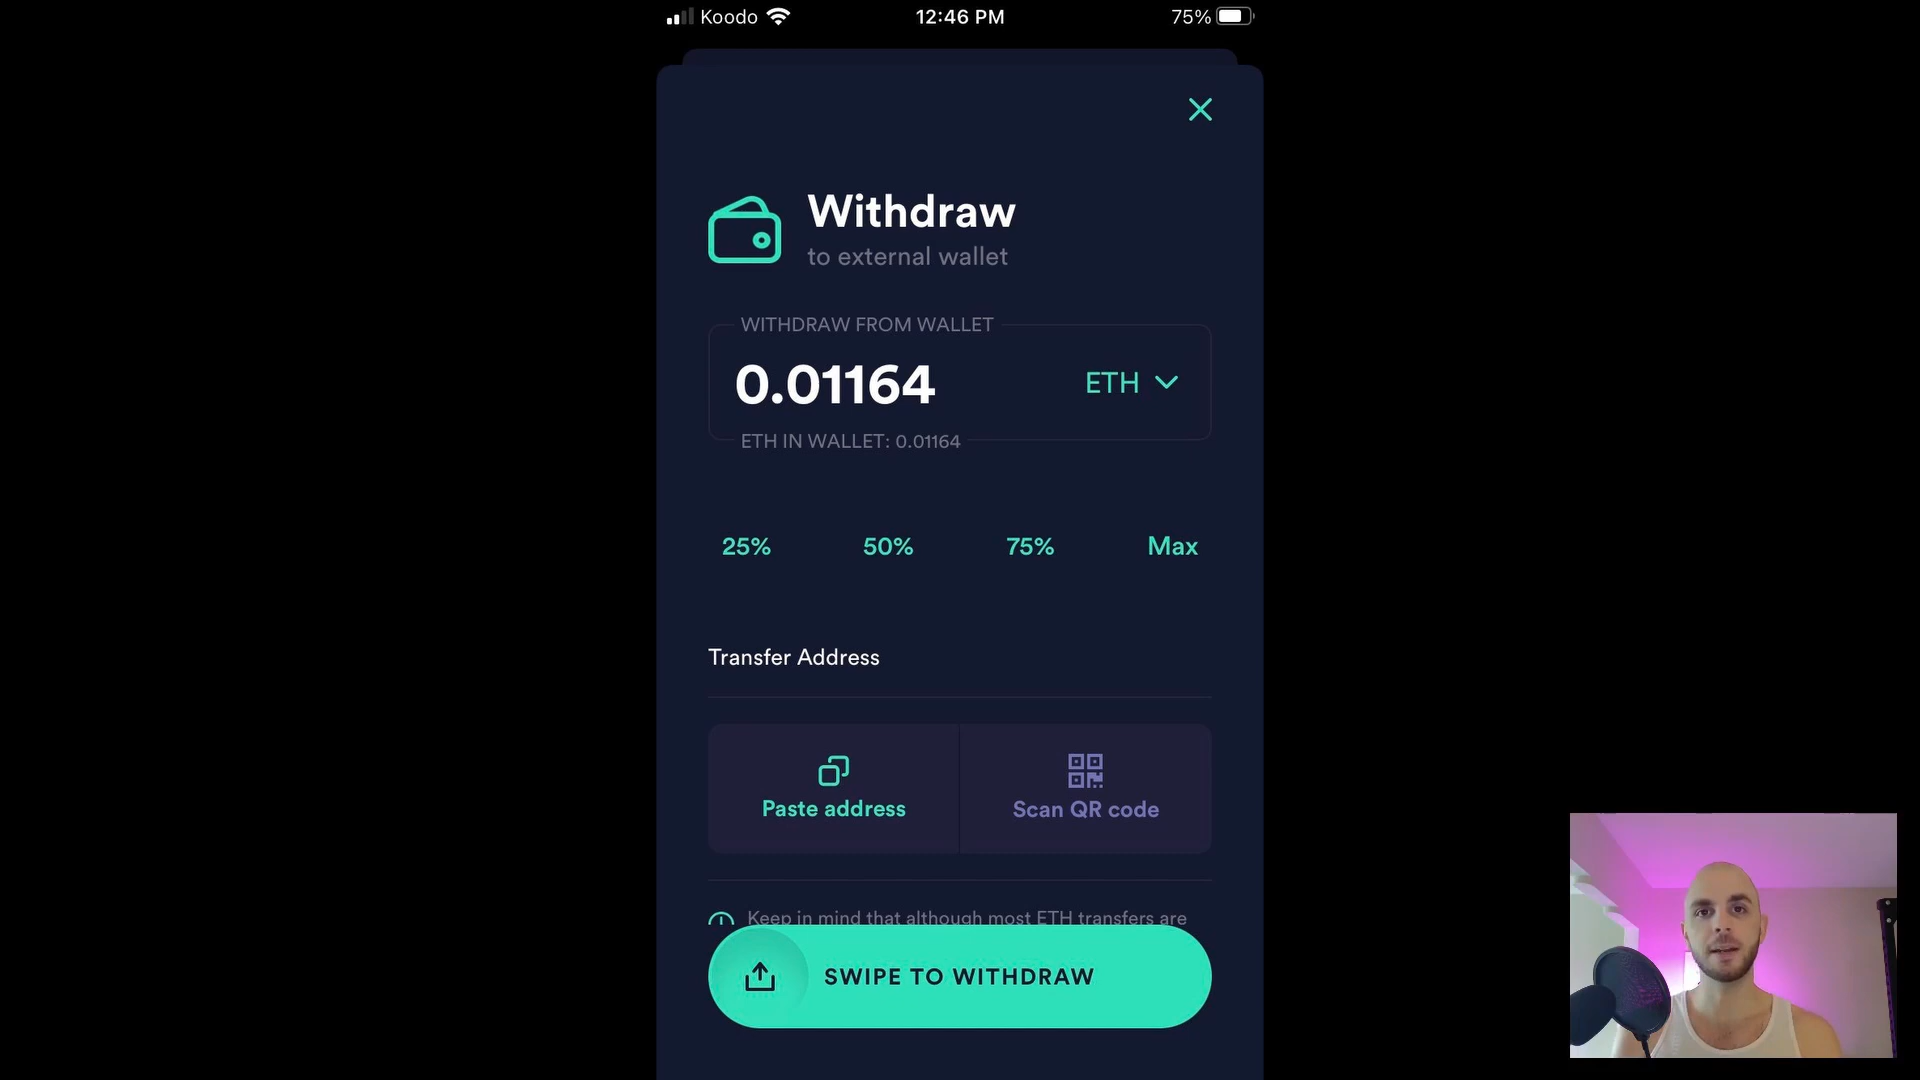 Koodo 12:46 PM 75%
Withdraw
to external wallet
WITHDRAW FROM WALLET
0.01164 ETH
ETH IN WALLET: 0.01164
25% 50% 75% Max
Transfer Address
Paste address Scan QR code
Keep in mind that although most ETH transfers are
SWIPE TO WITHDRAW